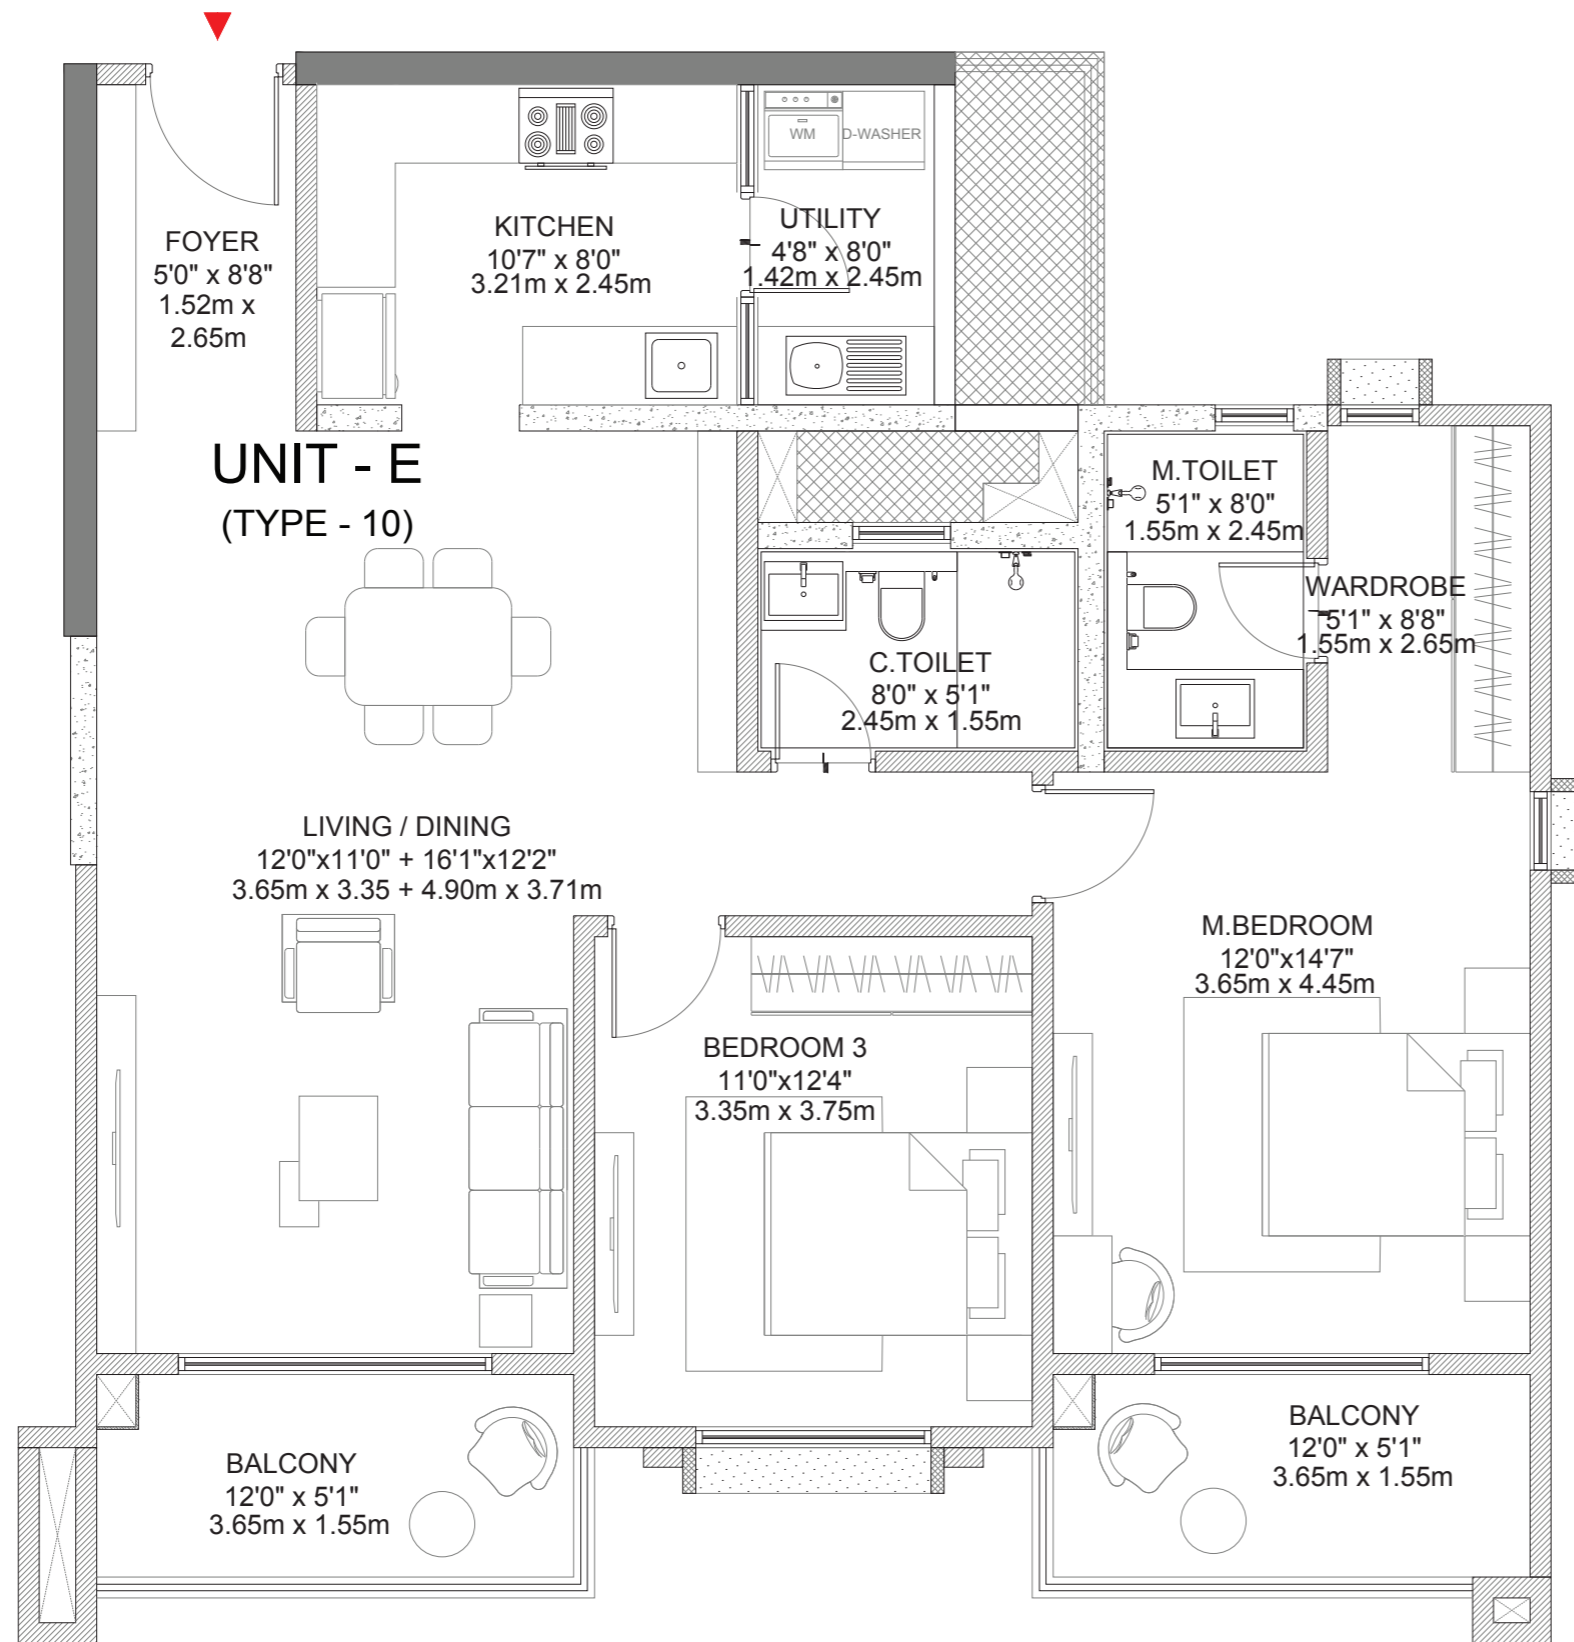 FOYER
5'0" x 8'8"
1.52m x
2.65m
KITCHEN
10'7" x 8'0"
3.21m x 2.45m
UTILITY
4'8" x 8'0"
1.42m x 2.45m
WM
D-WASHER
UNIT - E
(TYPE - 10)
M.TOILET
5'1" x 8'0"
1.55m x 2.45m
WARDROBE
5'1" x 8'8"
1.55m x 2.65m
C.TOILET
8'0" x 5'1"
2.45m x 1.55m
LIVING / DINING
12'0"x11'0" + 16'1"x12'2"
3.65m x 3.35 + 4.90m x 3.71m
M.BEDROOM
12'0"x14'7"
3.65m x 4.45m
BEDROOM 3
11'0"x12'4"
3.35m x 3.75m
BALCONY
12'0" x 5'1"
3.65m x 1.55m
BALCONY
12'0" x 5'1"
3.65m x 1.55m